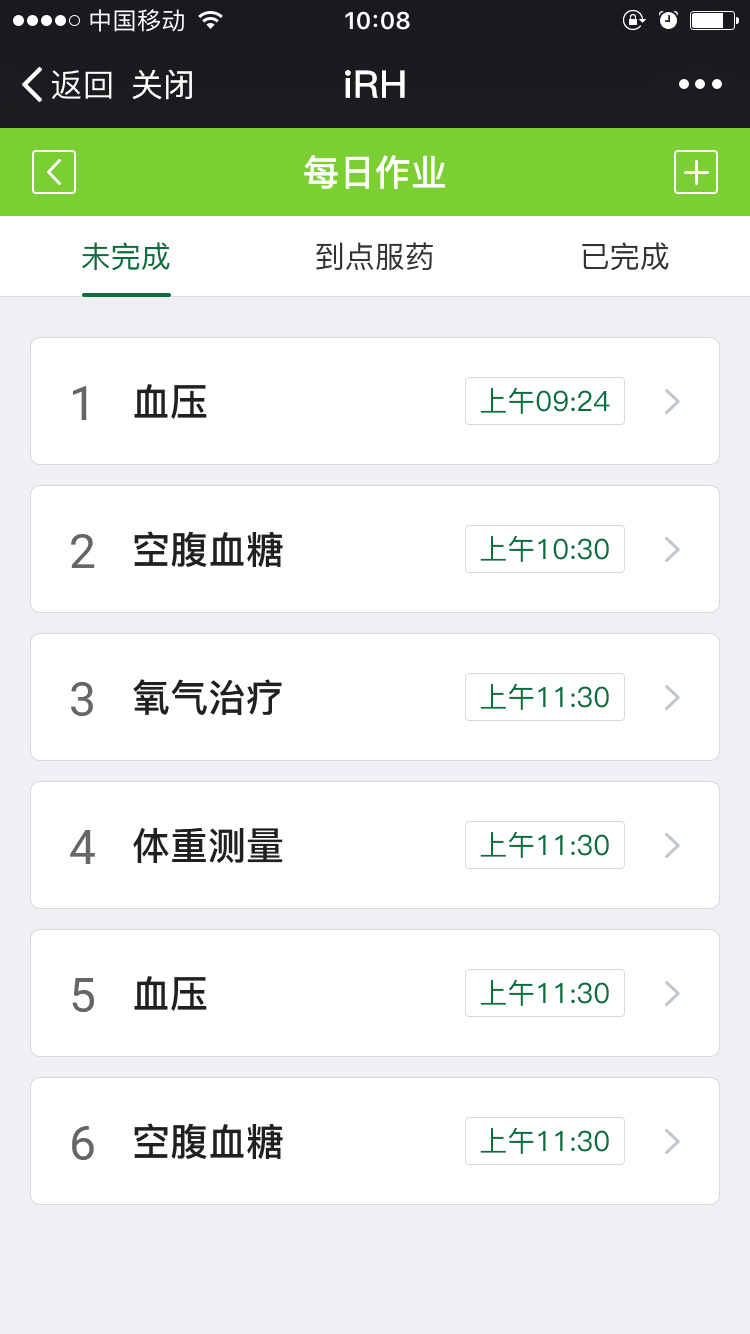 中国移动 10:08
返回 关闭 iRH
每日作业
未完成 到点服药 已完成
1 血压 上午09:24
2 空腹血糖 上午10:30
3 氧气治疗 上午11:30
4 体重测量 上午11:30
5 血压 上午11:30
6 空腹血糖 上午11:30